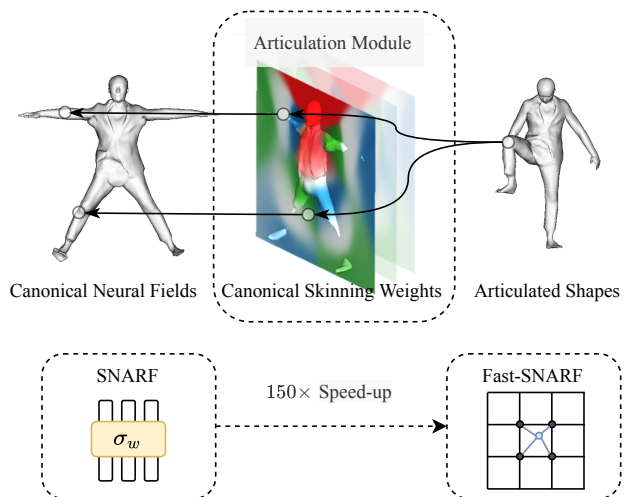 Articulation Module
Canonical Neural Fields
Canonical Skinning Weights
Articulated Shapes
SNARF
σ_w
150× Speed-up
Fast-SNARF